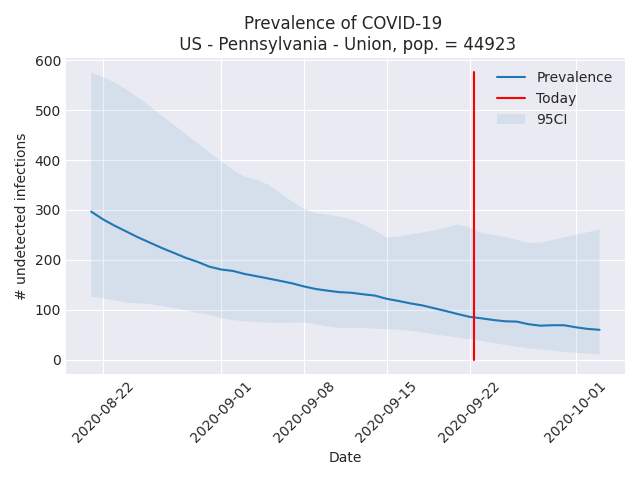 Prevalence of COVID-19
US - Pennsylvania - Union, pop. = 44923
600
500
400
300
200
100
0
# undetected infections
Prevalence
Today
95CI
2020-08-22
2020-09-01
2020-09-08
2020-09-15
2020-09-22
2020-10-01
Date